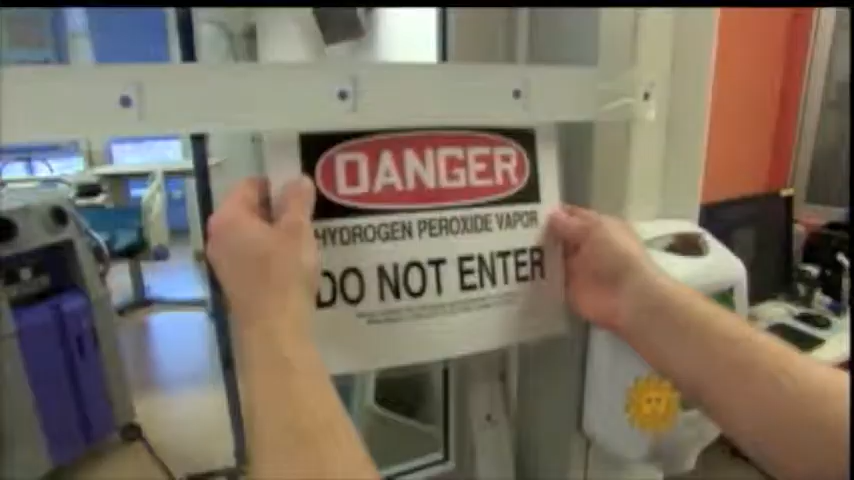 DANGER
HYDROGEN PEROXIDE VAPOR
DO NOT ENTER